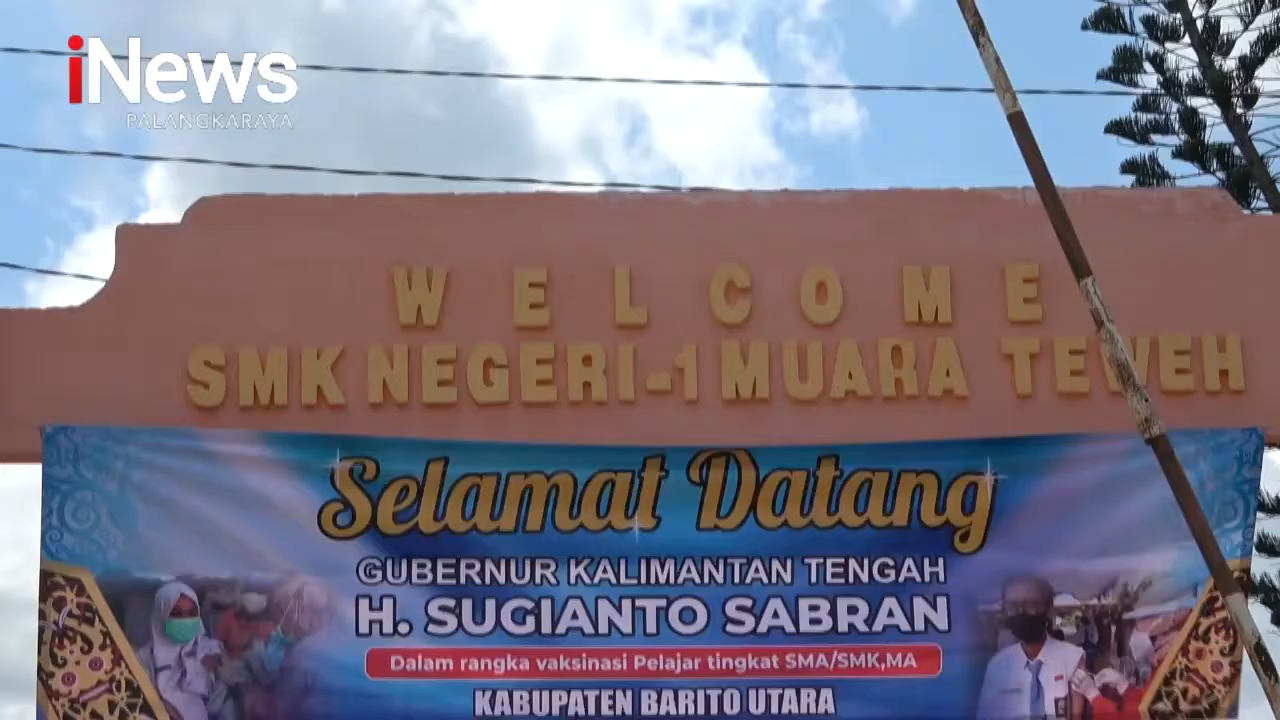 iNews
PALANGKARAYA
WELCOME
SMK NEGERI-1 MUARA TEWEH
Selamat Datang
GUBERNUR KALIMANTAN TENGAH
H. SUGIANTO SABRAN
Dalam rangka vaksinasi Pelajar tingkat SMA/SMK,MA
KABUPATEN BARITO UTARA